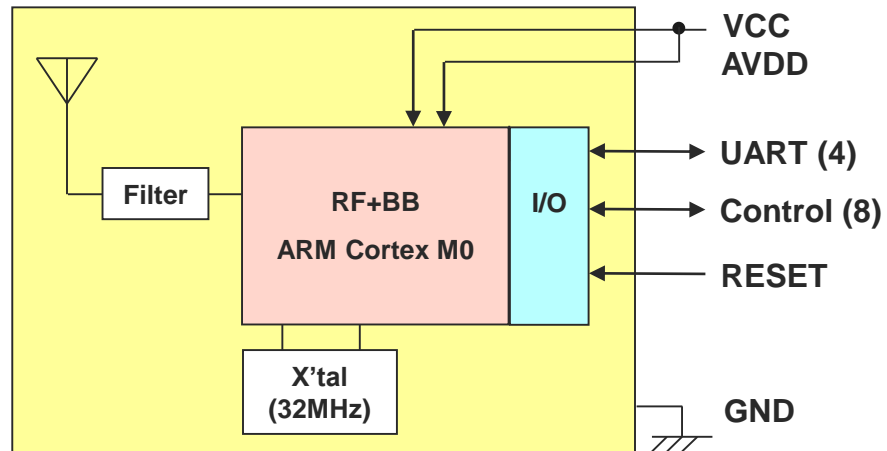 VCC
AVDD
UART (4)
Filter
RF+BB
I/O
Control (8)
ARM Cortex M0
RESET
X’tal
(32MHz)
GND